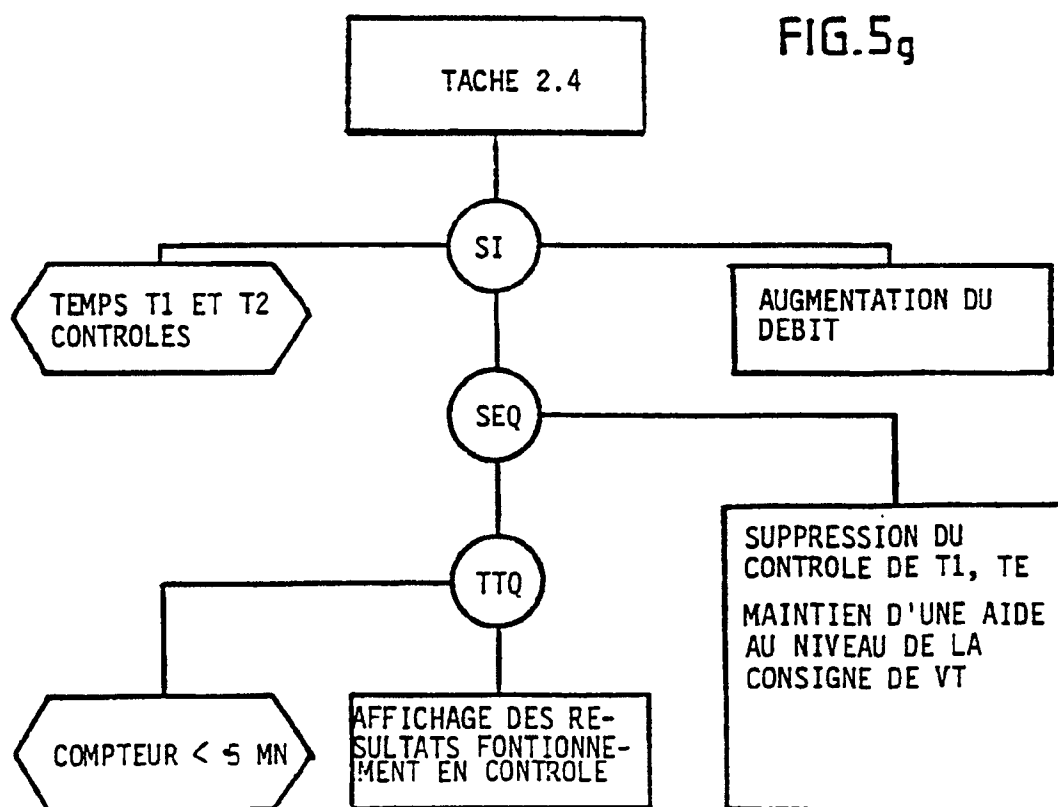 FIG.5g
TACHE 2.4
SI
TEMPS T1 ET T2
CONTROLES
AUGMENTATION DU
DEBIT
SEQ
SUPPRESSION DU
CONTROLE DE T1, TE
MAINTIEN D'UNE AIDE
AU NIVEAU DE LA
CONSIGNE DE VT
TTQ
COMPTEUR < 5 MN
AFFICHAGE DES RE-
SULTATS FONTIONNE-
MENT EN CONTROLE